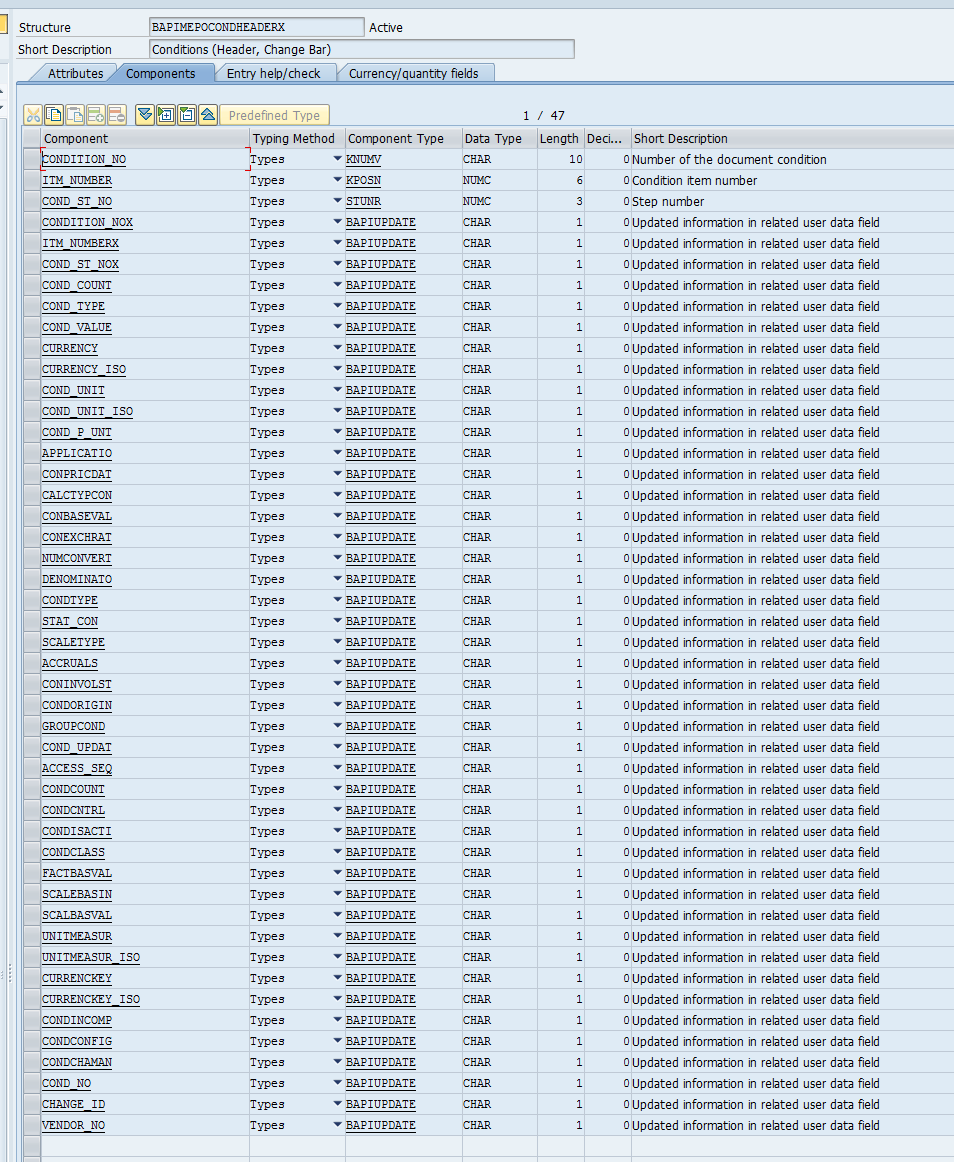 Structure BAPIMEPOCONDHEADERX Active
Short Description Conditions (Header, Change Bar)
Attributes Components Entry help/check Currency/quantity fields
Predefined Type 1 / 47
Component Typing Method Component Type Data Type Length Deci... Short Description
CONDITION_NO Types KNUMV CHAR 10 0 Number of the document condition
ITM_NUMBER Types KPOSN NUMC 6 0 Condition item number
COND_ST_NO Types STUNR NUMC 3 0 Step number
CONDITION_NOX Types BAPIUPDATE CHAR 1 0 Updated information in related user data field
ITM_NUMBERX Types BAPIUPDATE CHAR 1 0 Updated information in related user data field
COND_ST_NOX Types BAPIUPDATE CHAR 1 0 Updated information in related user data field
COND_COUNT Types BAPIUPDATE CHAR 1 0 Updated information in related user data field
COND_TYPE Types BAPIUPDATE CHAR 1 0 Updated information in related user data field
COND_VALUE Types BAPIUPDATE CHAR 1 0 Updated information in related user data field
CURRENCY Types BAPIUPDATE CHAR 1 0 Updated information in related user data field
CURRENCY_ISO Types BAPIUPDATE CHAR 1 0 Updated information in related user data field
COND_UNIT Types BAPIUPDATE CHAR 1 0 Updated information in related user data field
COND_UNIT_ISO Types BAPIUPDATE CHAR 1 0 Updated information in related user data field
COND_P_UNT Types BAPIUPDATE CHAR 1 0 Updated information in related user data field
APPLICATIO Types BAPIUPDATE CHAR 1 0 Updated information in related user data field
CONPRICDAT Types BAPIUPDATE CHAR 1 0 Updated information in related user data field
CALCTYPCON Types BAPIUPDATE CHAR 1 0 Updated information in related user data field
CONBASEVAL Types BAPIUPDATE CHAR 1 0 Updated information in related user data field
CONEXCHRAT Types BAPIUPDATE CHAR 1 0 Updated information in related user data field
NUMCONVERT Types BAPIUPDATE CHAR 1 0 Updated information in related user data field
DENOMINATO Types BAPIUPDATE CHAR 1 0 Updated information in related user data field
CONDTYPE Types BAPIUPDATE CHAR 1 0 Updated information in related user data field
STAT_CON Types BAPIUPDATE CHAR 1 0 Updated information in related user data field
SCALETYPE Types BAPIUPDATE CHAR 1 0 Updated information in related user data field
ACCRUALS Types BAPIUPDATE CHAR 1 0 Updated information in related user data field
CONINVOLST Types BAPIUPDATE CHAR 1 0 Updated information in related user data field
CONDORIGIN Types BAPIUPDATE CHAR 1 0 Updated information in related user data field
GROUPCOND Types BAPIUPDATE CHAR 1 0 Updated information in related user data field
COND_UPDAT Types BAPIUPDATE CHAR 1 0 Updated information in related user data field
ACCESS_SEQ Types BAPIUPDATE CHAR 1 0 Updated information in related user data field
CONDCOUNT Types BAPIUPDATE CHAR 1 0 Updated information in related user data field
CONDCNTRL Types BAPIUPDATE CHAR 1 0 Updated information in related user data field
CONDISACTI Types BAPIUPDATE CHAR 1 0 Updated information in related user data field
CONDCLASS Types BAPIUPDATE CHAR 1 0 Updated information in related user data field
FACTBASVAL Types BAPIUPDATE CHAR 1 0 Updated information in related user data field
SCALEBASIN Types BAPIUPDATE CHAR 1 0 Updated information in related user data field
SCALBASVAL Types BAPIUPDATE CHAR 1 0 Updated information in related user data field
UNITMEASUR Types BAPIUPDATE CHAR 1 0 Updated information in related user data field
UNITMEASUR_ISO Types BAPIUPDATE CHAR 1 0 Updated information in related user data field
CURRENCKEY Types BAPIUPDATE CHAR 1 0 Updated information in related user data field
CURRENCKEY_ISO Types BAPIUPDATE CHAR 1 0 Updated information in related user data field
CONDINCOMP Types BAPIUPDATE CHAR 1 0 Updated information in related user data field
CONDCONFIG Types BAPIUPDATE CHAR 1 0 Updated information in related user data field
CONDCHAMAN Types BAPIUPDATE CHAR 1 0 Updated information in related user data field
COND_NO Types BAPIUPDATE CHAR 1 0 Updated information in related user data field
CHANGE_ID Types BAPIUPDATE CHAR 1 0 Updated information in related user data field
VENDOR_NO Types BAPIUPDATE CHAR 1 0 Updated information in related user data field